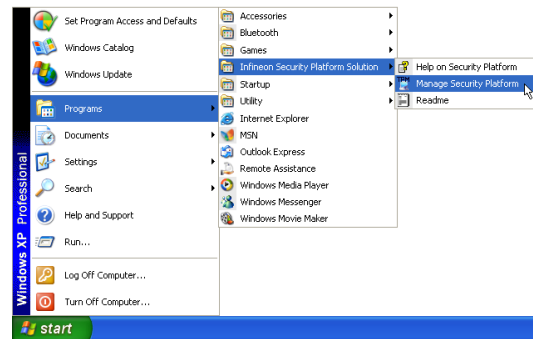 Set Program Access and Defaults
Windows Catalog
Windows Update
Programs
Documents
Settings
Search
Help and Support
Run...
Log Off Computer...
Turn Off Computer...
Windows XP Professional
start
Accessories
Bluetooth
Games
Infineon Security Platform Solution
Startup
Utility
Internet Explorer
MSN
Outlook Express
Remote Assistance
Windows Media Player
Windows Messenger
Windows Movie Maker
Help on Security Platform
Manage Security Platform
Readme